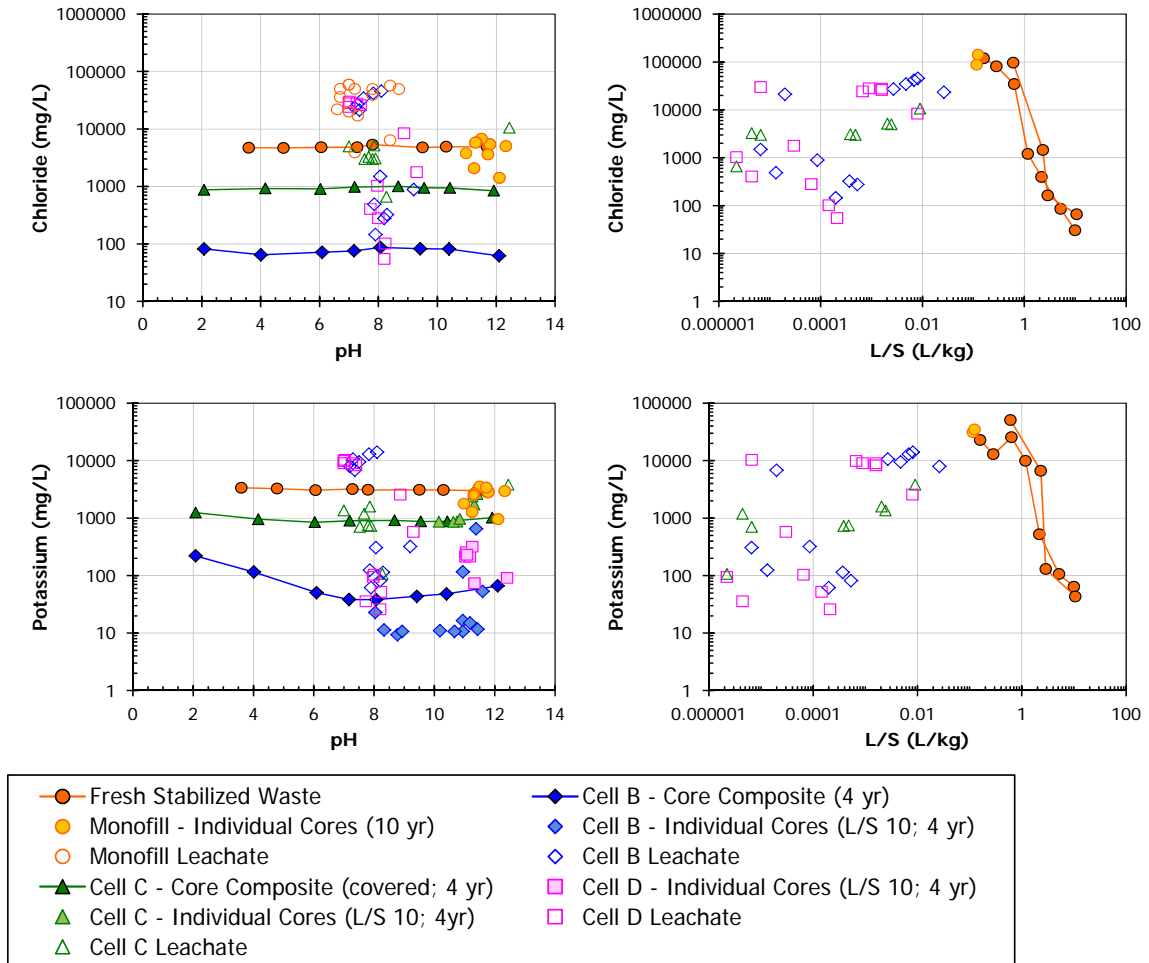 1000000
100000
10000
1000
100
10
Chloride (mg/L)
0 2 4 6 8 10 12 14
pH
1000000
100000
10000
1000
100
10
1
Chloride (mg/L)
0.000001 0.0001 0.01 1 100
L/S (L/kg)
100000
10000
1000
100
10
1
Potassium (mg/L)
0 2 4 6 8 10 12 14
pH
100000
10000
1000
100
10
1
Potassium (mg/L)
0.000001 0.0001 0.01 1 100
L/S (L/kg)
Fresh Stabilized Waste
Monofill - Individual Cores (10 yr)
Monofill Leachate
Cell C - Core Composite (covered; 4 yr)
Cell C - Individual Cores (L/S 10; 4yr)
Cell C Leachate
Cell B - Core Composite (4 yr)
Cell B - Individual Cores (L/S 10; 4 yr)
Cell B Leachate
Cell D - Individual Cores (L/S 10; 4 yr)
Cell D Leachate